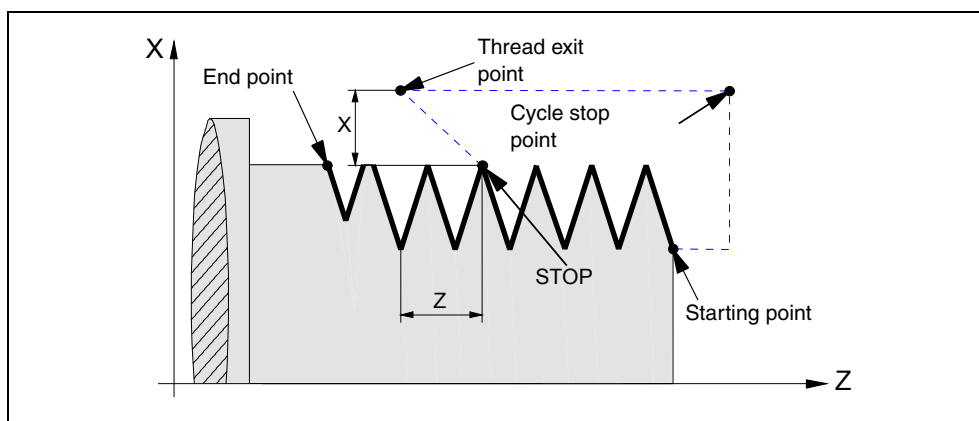 X
Thread exit
point
End point
Cycle stop
point
X
STOP
Z
Starting point
Z